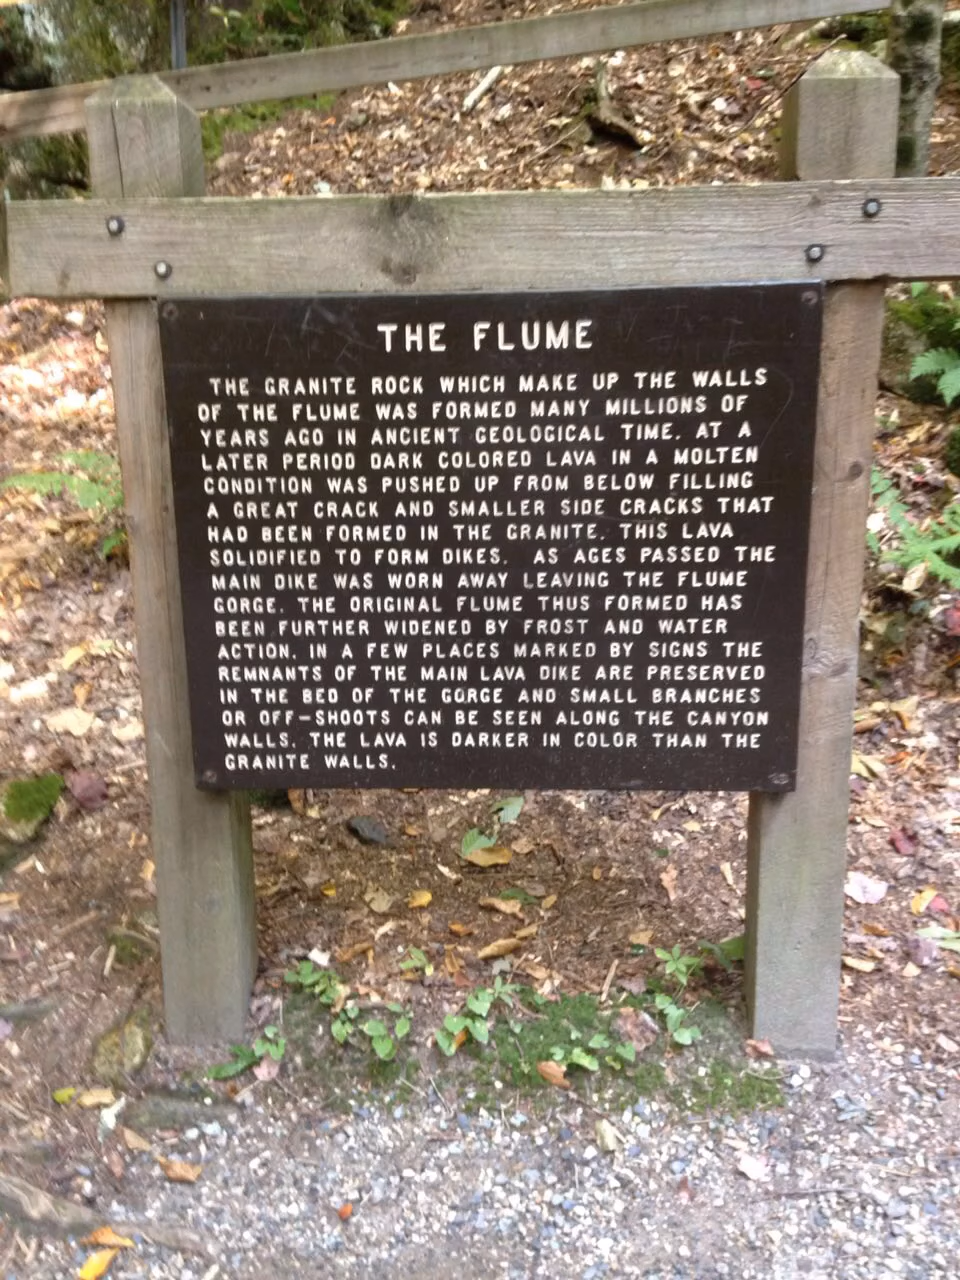 THE FLUME
THE GRANITE ROCK WHICH MAKE UP THE WALLS
OF THE FLUME WAS FORMED MANY MILLIONS OF
YEARS AGO IN ANCIENT GEOLOGICAL TIME. AT A
LATER PERIOD DARK COLORED LAVA IN A MOLTEN
CONDITION WAS PUSHED UP FROM BELOW FILLING
A GREAT CRACK AND SMALLER SIDE CRACKS THAT
HAD BEEN FORMED IN THE GRANITE. THIS LAVA
SOLIDIFIED TO FORM DIKES. AS AGES PASSED THE
MAIN DIKE WAS WORN AWAY LEAVING THE FLUME
GORGE. THE ORIGINAL FLUME THUS FORMED HAS
BEEN FURTHER WIDENED BY FROST AND WATER
ACTION. IN A FEW PLACES MARKED BY SIGNS THE
REMNANTS OF THE MAIN LAVA DIKE ARE PRESERVED
IN THE BED OF THE GORGE AND SMALL BRANCHES
OR OFF-SHOOTS CAN BE SEEN ALONG THE CANYON
WALLS. THE LAVA IS DARKER IN COLOR THAN THE
GRANITE WALLS.